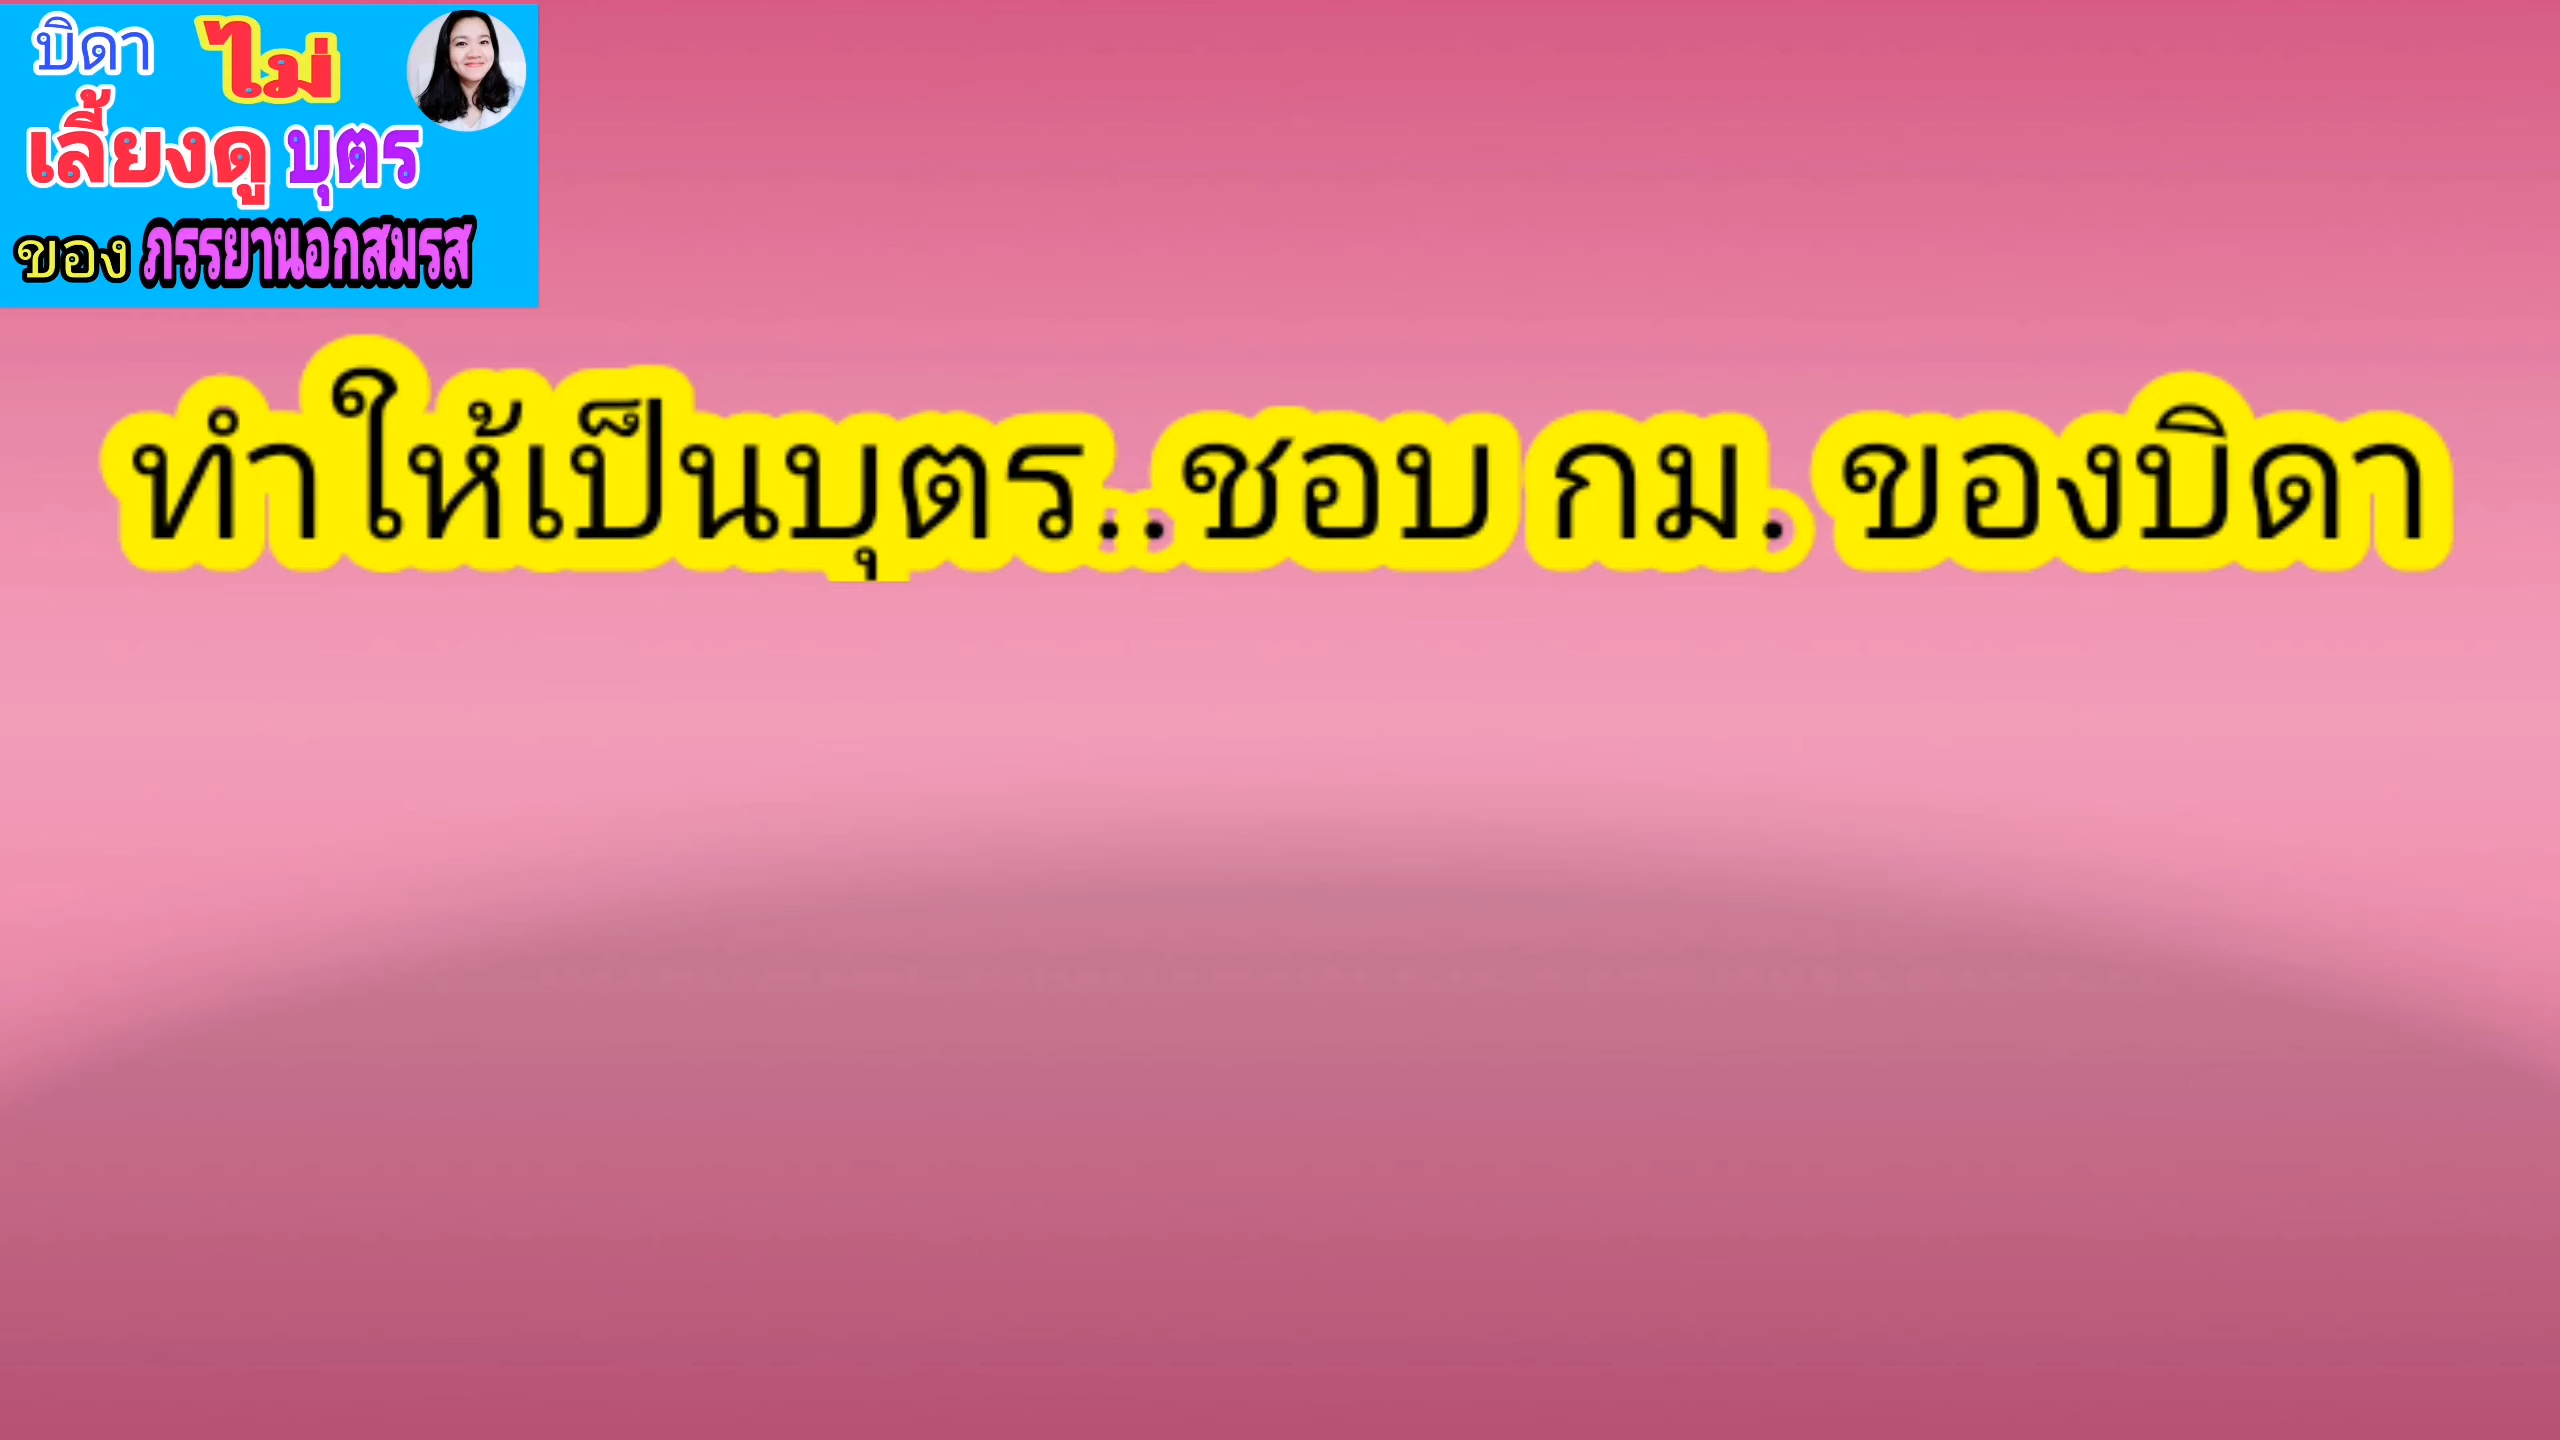 บิดา ไม่
เลี้ยงดู บุตร
ของ ภรรยานอกสมรส
ทำให้เป็นบุตร..ชอบ กม. ของบิดา